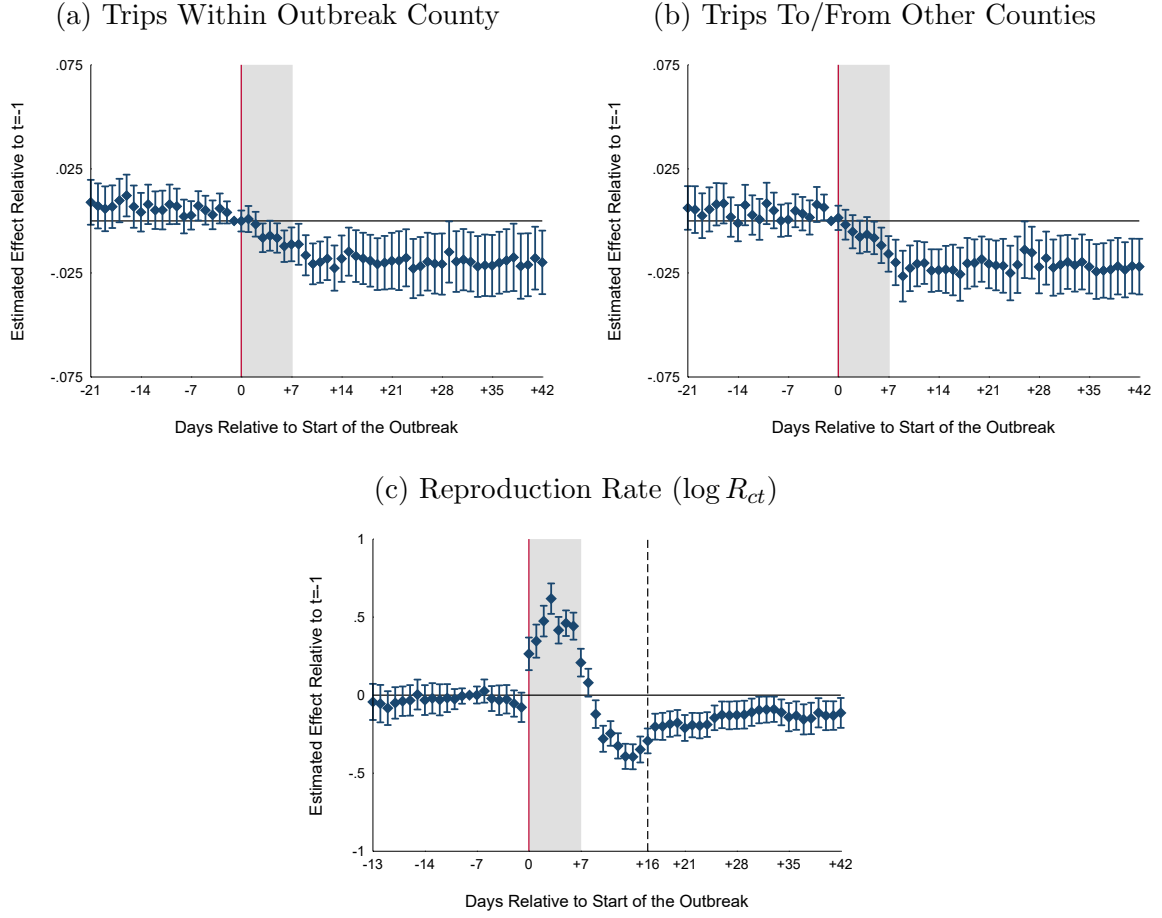 (a) Trips Within Outbreak County
(b) Trips To/From Other Counties
.075
.025
-.025
-.075
Estimated Effect Relative to t=-1
-21 -14 -7 0 +7 +14 +21 +28 +35 +42
Days Relative to Start of the Outbreak
.075
.025
-.025
-.075
Estimated Effect Relative to t=-1
-21 -14 -7 0 +7 +14 +21 +28 +35 +42
Days Relative to Start of the Outbreak
(c) Reproduction Rate (log R_ct)
1
.5
0
-.5
-1
Estimated Effect Relative to t=-1
-13 -14 -7 0 +7 +16 +21 +28 +35 +42
Days Relative to Start of the Outbreak